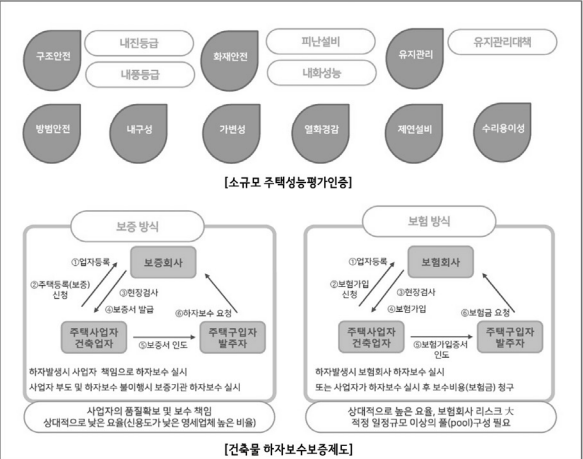 구조안전
내진등급
내풍등급
화재안전
피난설비
내화성능
유지관리
유지관리대책
방범안전
내구성
가변성
열화경감
제연설비
수리용이성
[소규모 주택성능평가인증]
보증 방식
①업자등록
보증회사
②주택등록(보증)
신청
③현장검사
④보증서 발급
⑥하자보수 요청
주택사업자
건축업자
⑤보증서 인도
주택구입자
발주자
하자발생시 사업자 책임으로 하자보수 실시
사업자 부도 및 하자보수 불이행시 보증기관 하자보수 실시
사업자의 품질확보 및 보수 책임
상대적으로 낮은 요율(신용도가 낮은 영세업체 높은 비율)
보험 방식
①업자등록
보험회사
②보험가입
신청
③현장검사
④보험가입
⑥보험금 요청
주택사업자
건축업자
⑤보험가입증서
인도
주택구입자
발주자
하자발생시 보험회사 하자보수 실시
또는 사업자가 하자보수 실시 후 보수비용(보험금) 청구
상대적으로 높은 요율, 보험회사 리스크 大
적정 일정규모 이상의 풀(pool)구성 필요
[건축물 하자보수보증제도]